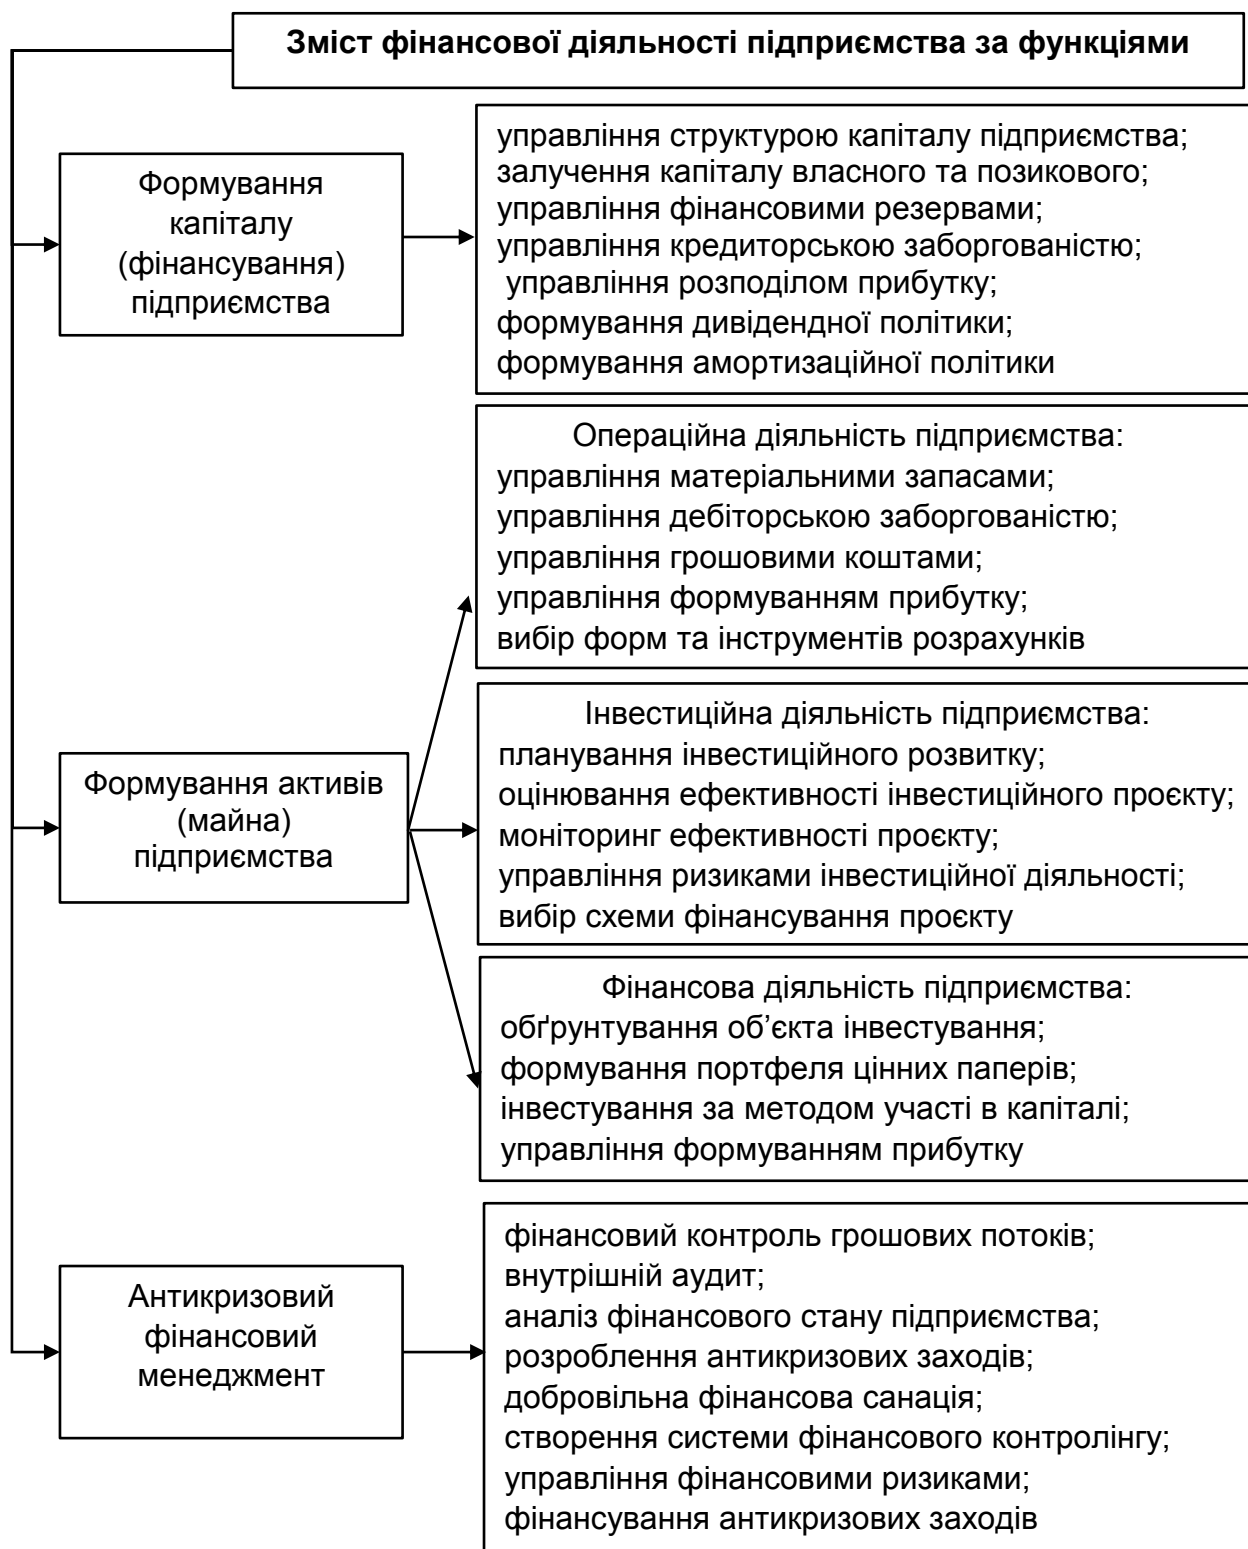 Зміст фінансової діяльності підприємства за функціями
Формування
капіталу
(фінансування)
підприємства
управління структурою капіталу підприємства;
залучення капіталу власного та позикового;
управління фінансовими резервами;
управління кредиторською заборгованістю;
управління розподілом прибутку;
формування дивідендної політики;
формування амортизаційної політики
Формування активів
(майна)
підприємства
Операційна діяльність підприємства:
управління матеріальними запасами;
управління дебіторською заборгованістю;
управління грошовими коштами;
управління формуванням прибутку;
вибір форм та інструментів розрахунків
Інвестиційна діяльність підприємства:
планування інвестиційного розвитку;
оцінювання ефективності інвестиційного проєкту;
моніторинг ефективності проєкту;
управління ризиками інвестиційної діяльності;
вибір схеми фінансування проєкту
Фінансова діяльність підприємства:
обґрунтування об’єкта інвестування;
формування портфеля цінних паперів;
інвестування за методом участі в капіталі;
управління формуванням прибутку
Антикризовий
фінансовий
менеджмент
фінансовий контроль грошових потоків;
внутрішній аудит;
аналіз фінансового стану підприємства;
розроблення антикризових заходів;
добровільна фінансова санація;
створення системи фінансового контролінгу;
управління фінансовими ризиками;
фінансування антикризових заходів